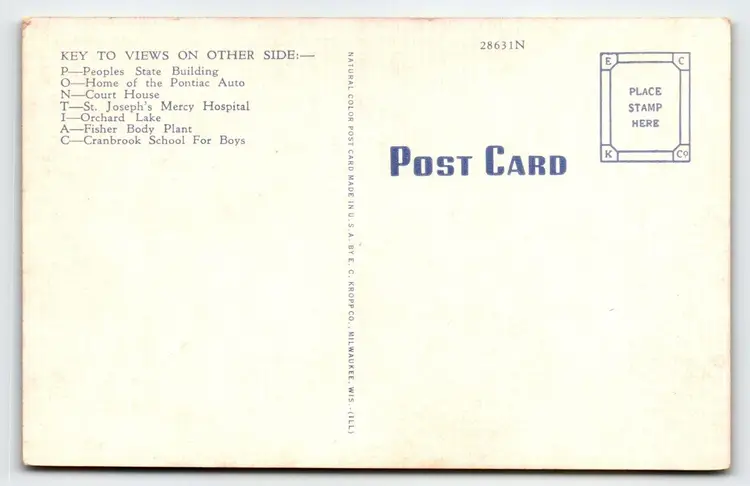 KEY TO VIEWS ON OTHER SIDE:—
P—Peoples State Building
O—Home of the Pontiac Auto
N—Court House
T—St. Joseph's Mercy Hospital
I—Orchard Lake
A—Fisher Body Plant
C—Cranbrook School For Boys
NATURAL COLOR POST CARD MADE IN U. S. A. BY E. C. KROPP CO., MILWAUKEE, WIS.-(ILL)
28631N
POST CARD
E C
PLACE
STAMP
HERE
K Co